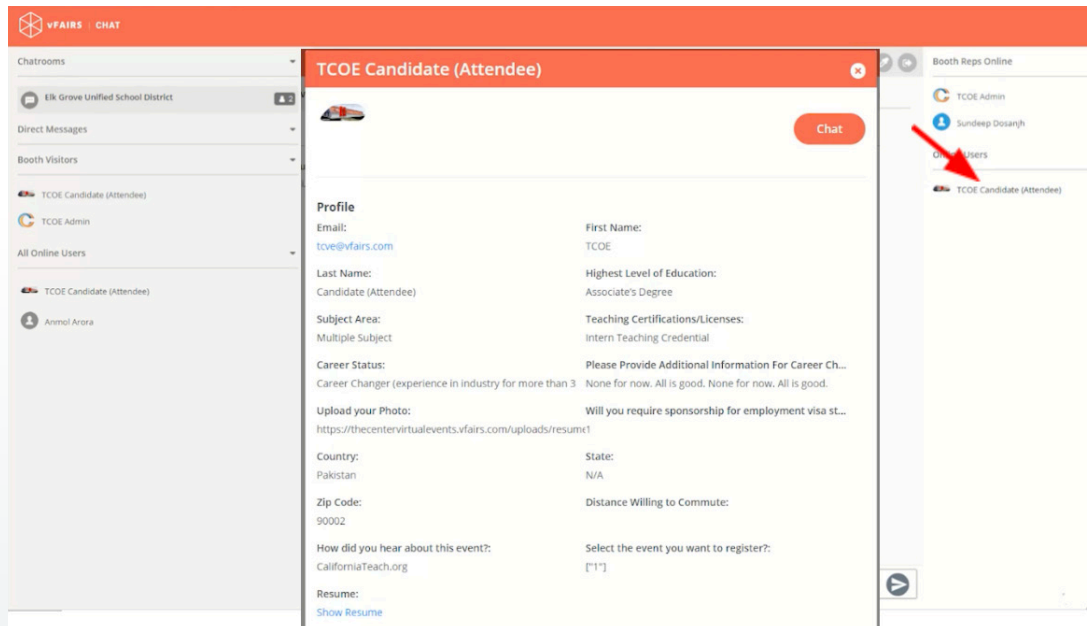 vFAIRS | CHAT
Chatrooms
Elk Grove Unified School District
2
Direct Messages
Booth Visitors
TCOE Candidate (Attendee)
TCOE Admin
All Online Users
TCOE Candidate (Attendee)
Anmol Arora
TCOE Candidate (Attendee)
Chat
Profile
Email:
tcve@vfairs.com
First Name:
TCOE
Last Name:
Candidate (Attendee)
Highest Level of Education:
Associate's Degree
Subject Area:
Multiple Subject
Teaching Certifications/Licenses:
Intern Teaching Credential
Career Status:
Career Changer (experience in industry for more than 3
Please Provide Additional Information For Career Ch...
None for now. All is good. None for now. All is good.
Upload your Photo:
https://thecentervirtualevents.vfairs.com/uploads/resume
Will you require sponsorship for employment visa st...
1
Country:
Pakistan
State:
N/A
Zip Code:
90002
Distance Willing to Commute:
How did you hear about this event?:
CaliforniaTeach.org
Select the event you want to register?:
["1"]
Resume:
Show Resume
Booth Reps Online
TCOE Admin
Sundeep Dosanjh
Users
TCOE Candidate (Attendee)